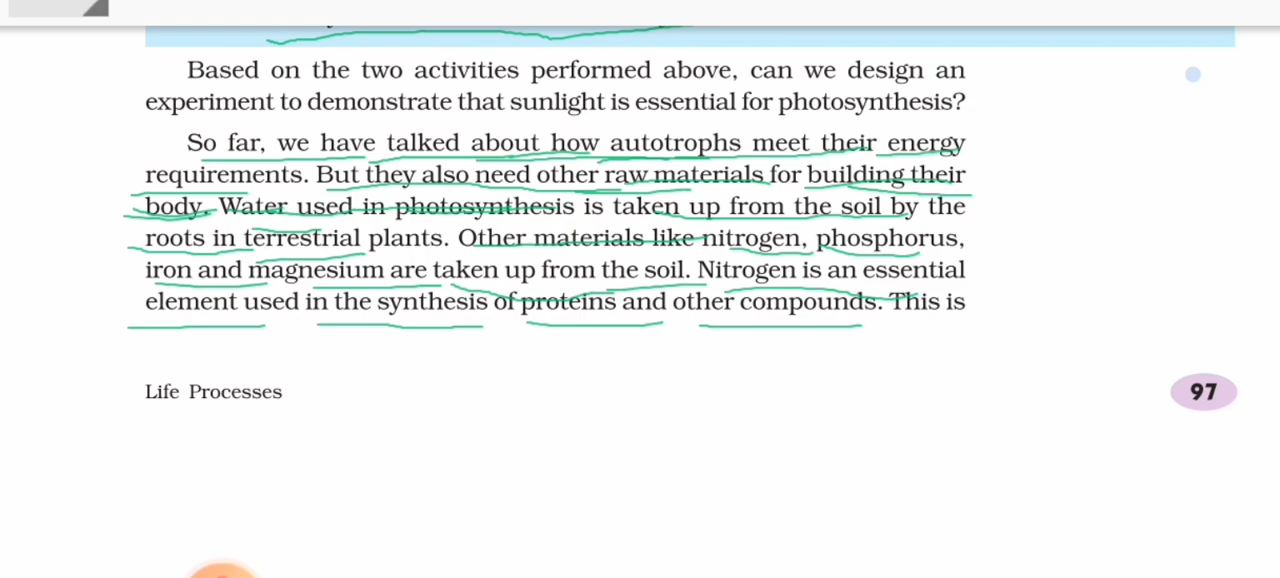 Based on the two activities performed above, can we design an
experiment to demonstrate that sunlight is essential for photosynthesis?
So far, we have talked about how autotrophs meet their energy
requirements. But they also need other raw materials for building their
body. Water used in photosynthesis is taken up from the soil by the
roots in terrestrial plants. Other materials like nitrogen, phosphorus,
iron and magnesium are taken up from the soil. Nitrogen is an essential
element used in the synthesis of proteins and other compounds. This is
Life Processes
97